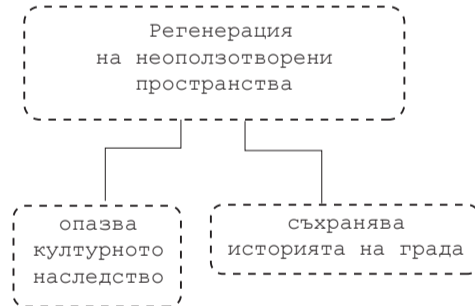 Регенерация
на неоползотворени
пространства
опазва
културното
наследство
съхранява
историята на града